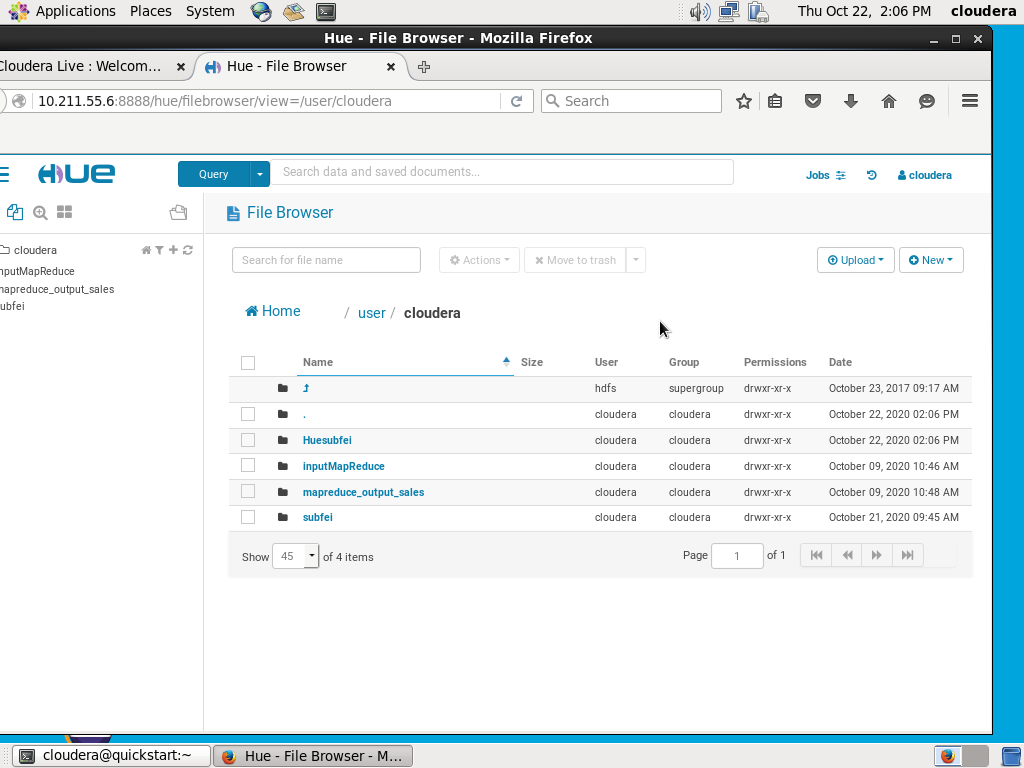 Applications Places System Thu Oct 22, 2:06 PM cloudera
Hue - File Browser - Mozilla Firefox
Cloudera Live : Welcom... Hue - File Browser
10.211.55.6:8888/hue/filebrowser/view=/user/cloudera Search
HUE Query Search data and saved documents... Jobs cloudera
File Browser
cloudera
nputMapReduce
mapreduce_output_sales
ubfei
Search for file name Actions Move to trash Upload New
Home / user / cloudera
Name Size User Group Permissions Date
hdfs supergroup drwxr-xr-x October 23, 2017 09:17 AM
. cloudera cloudera drwxr-xr-x October 22, 2020 02:06 PM
Huesubfei cloudera cloudera drwxr-xr-x October 22, 2020 02:06 PM
inputMapReduce cloudera cloudera drwxr-xr-x October 09, 2020 10:46 AM
mapreduce_output_sales cloudera cloudera drwxr-xr-x October 09, 2020 10:48 AM
subfei cloudera cloudera drwxr-xr-x October 21, 2020 09:45 AM
Show 45 of 4 items Page 1 of 1
cloudera@quickstart:~ Hue - File Browser - M...